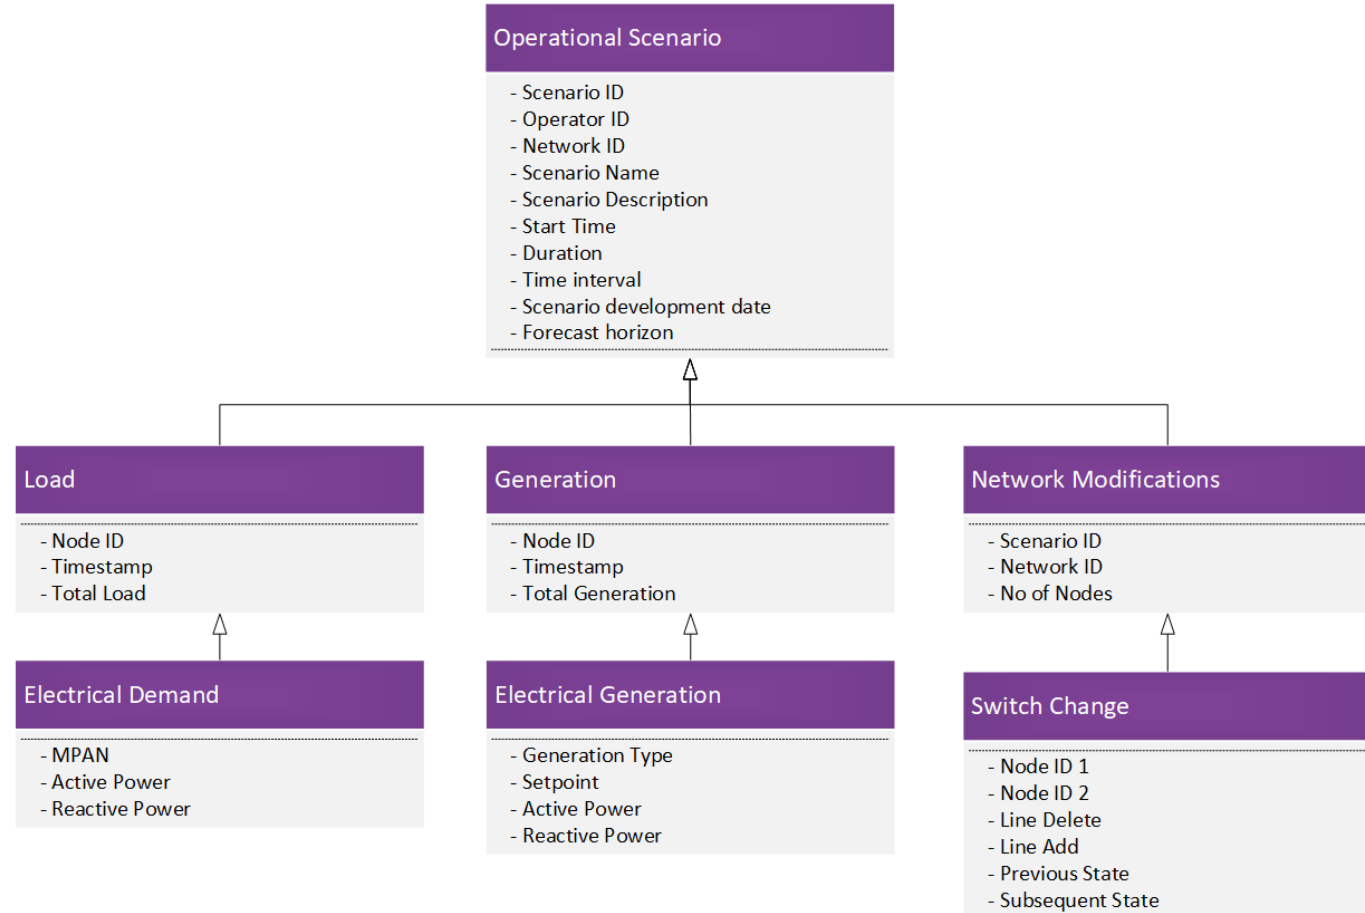 Operational Scenario
- Scenario ID
- Operator ID
- Network ID
- Scenario Name
- Scenario Description
- Start Time
- Duration
- Time interval
- Scenario development date
- Forecast horizon
Load
- Node ID
- Timestamp
- Total Load
Generation
- Node ID
- Timestamp
- Total Generation
Network Modifications
- Scenario ID
- Network ID
- No of Nodes
Electrical Demand
- MPAN
- Active Power
- Reactive Power
Electrical Generation
- Generation Type
- Setpoint
- Active Power
- Reactive Power
Switch Change
- Node ID 1
- Node ID 2
- Line Delete
- Line Add
- Previous State
- Subsequent State